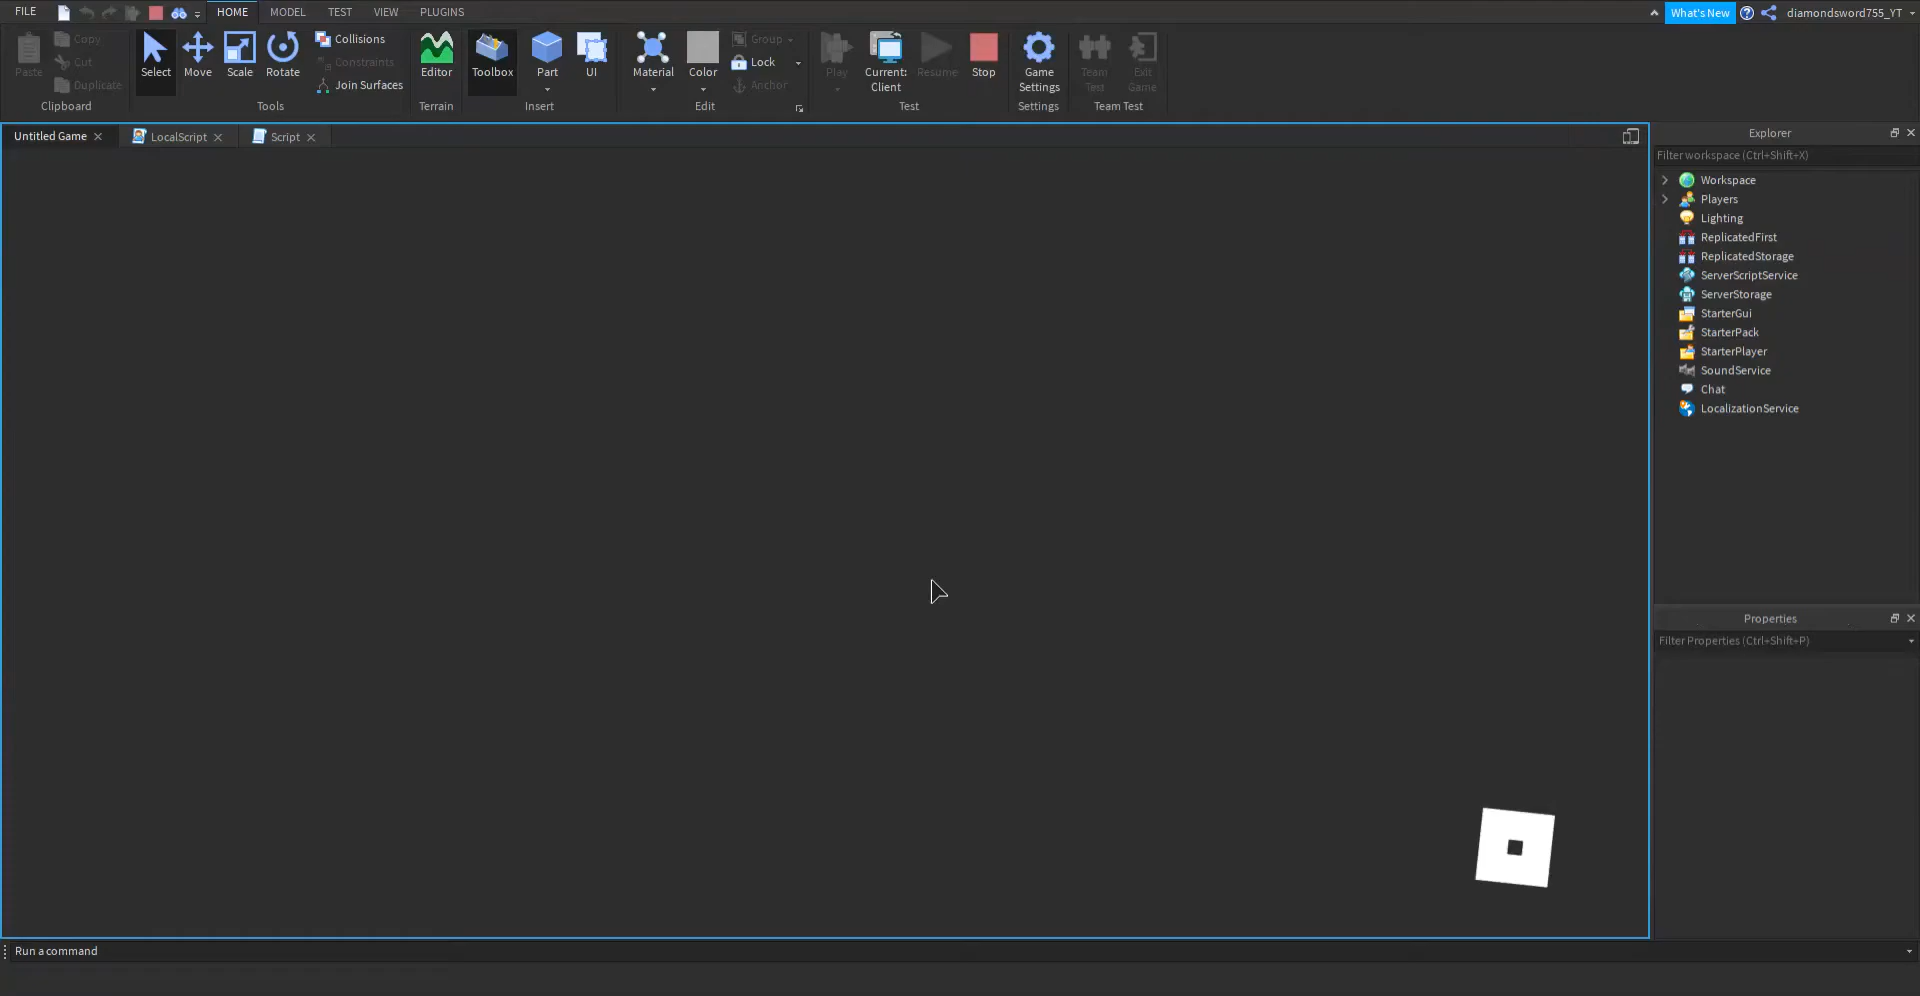 FILE HOME MODEL TEST VIEW PLUGINS What's New diamondsword755_YT
Paste
Copy
Cut
Duplicate
Clipboard
Select
Move
Scale
Rotate
Collisions
Constraints
Join Surfaces
Tools
Editor
Terrain
Toolbox
Part
UI
Insert
Material
Color
Group
Lock
Anchor
Edit
Play
Current:
Client
Resume
Stop
Test
Game
Settings
Settings
Team
Test
Exit
Game
Team Test
Untitled Game
LocalScript
Script
Explorer
Filter workspace (Ctrl+Shift+X)
Workspace
Players
Lighting
ReplicatedFirst
ReplicatedStorage
ServerScriptService
ServerStorage
StarterGui
StarterPack
StarterPlayer
SoundService
Chat
LocalizationService
Properties
Filter Properties (Ctrl+Shift+P)
Run a command